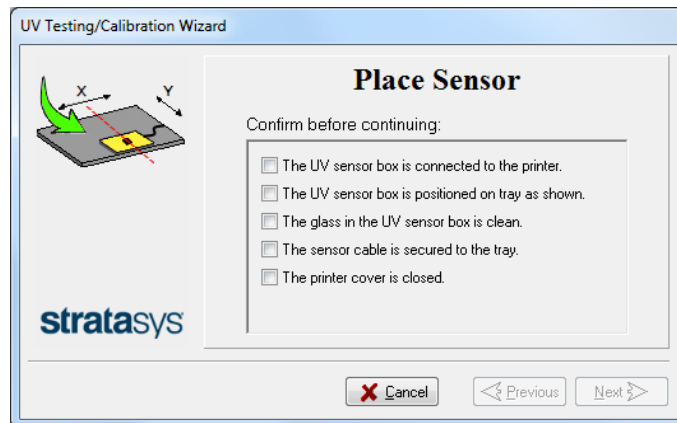 UV Testing/Calibration Wizard
X
Y
Place Sensor
Confirm before continuing:
The UV sensor box is connected to the printer.
The UV sensor box is positioned on tray as shown.
The glass in the UV sensor box is clean.
The sensor cable is secured to the tray.
The printer cover is closed.
stratasys
Cancel
Previous
Next